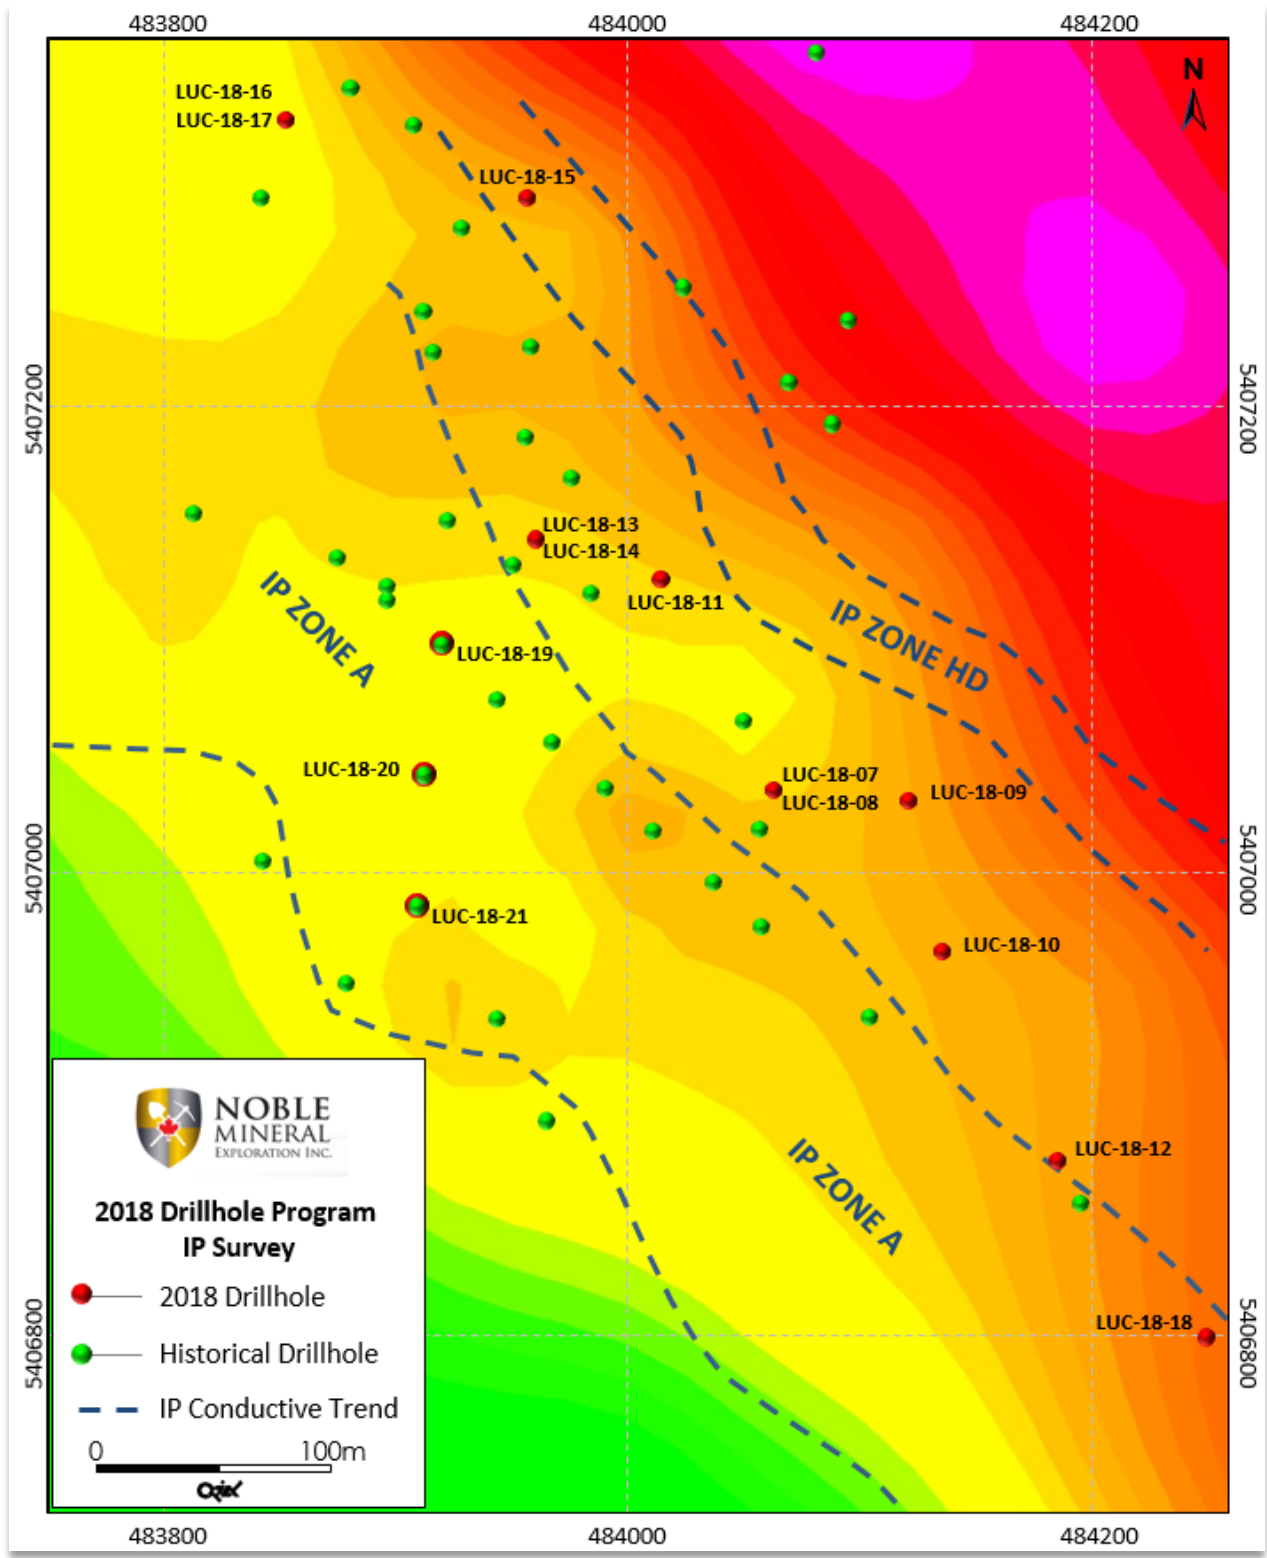 483800
484000
484200
N
LUC-18-16
LUC-18-17
LUC-18-15
5407200
5407200
LUC-18-13
LUC-18-14
LUC-18-11
IP ZONE A
IP ZONE HD
LUC-18-19
LUC-18-20
LUC-18-07
LUC-18-08
LUC-18-09
5407000
5407000
LUC-18-21
LUC-18-10
NOBLE
MINERAL
EXPLORATION INC.
2018 Drillhole Program
IP Survey
2018 Drillhole
Historical Drillhole
IP Conductive Trend
0 100m
IP ZONE A
LUC-18-12
LUC-18-18
5406800
5406800
483800
484000
484200